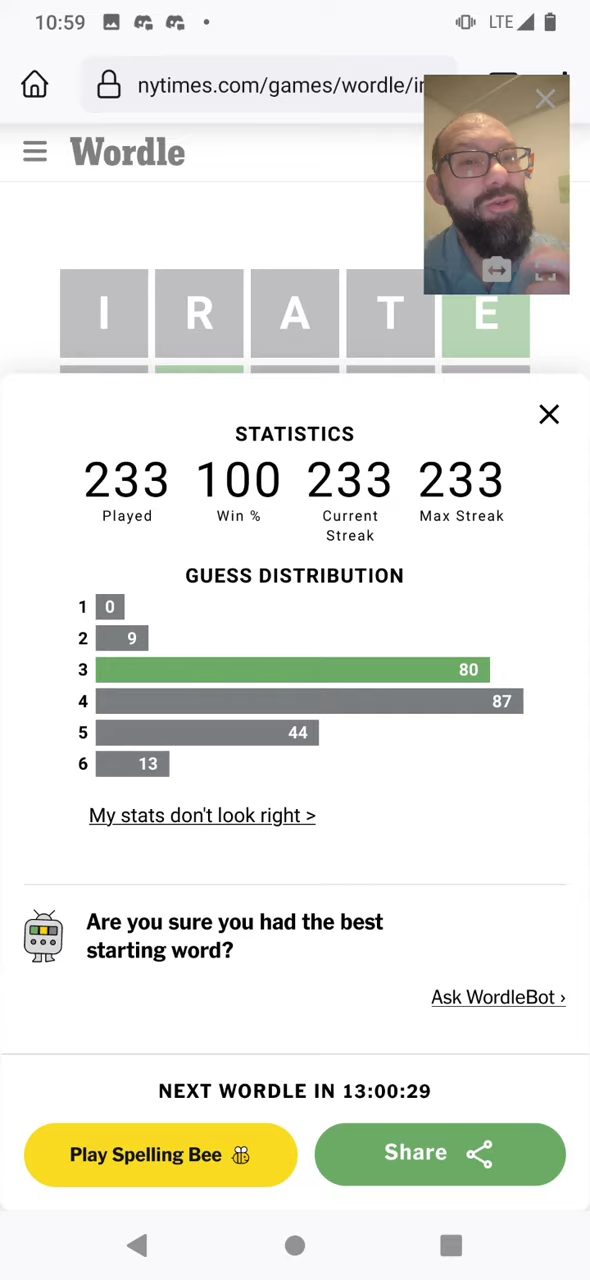 10:59 LTE
nytimes.com/games/wordle/
Wordle
I R A T E
STATISTICS
233 100 233 233
Played Win % Current Streak Max Streak
GUESS DISTRIBUTION
1 0
2 9
3 80
4 87
5 44
6 13
My stats don't look right >
Are you sure you had the best
starting word?
Ask WordleBot ›
NEXT WORDLE IN 13:00:29
Play Spelling Bee
Share